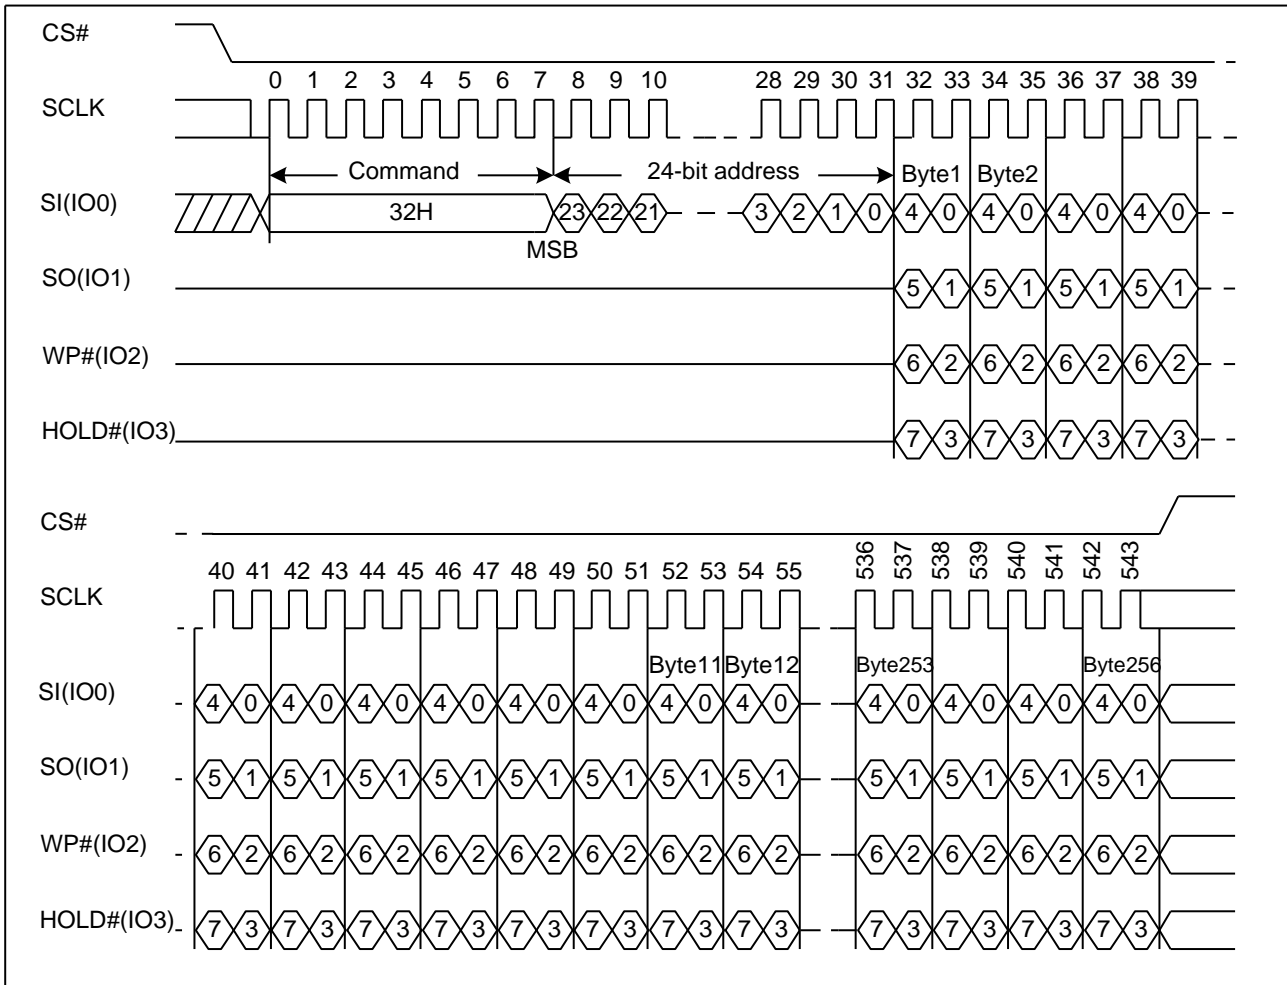 CS#
0 1 2 3 4 5 6 7 8 9 10 28 29 30 31 32 33 34 35 36 37 38 39
SCLK
Command 24-bit address Byte1 Byte2
SI(IO0) 32H 23 22 21 3 2 1 0 4 0 4 0 4 0 4 0
MSB
SO(IO1) 5 1 5 1 5 1 5 1
WP#(IO2) 6 2 6 2 6 2 6 2
HOLD#(IO3) 7 3 7 3 7 3 7 3
CS#
40 41 42 43 44 45 46 47 48 49 50 51 52 53 54 55 536 537 538 539 540 541 542 543
SCLK
Byte11 Byte12 Byte253 Byte256
SI(IO0) 4 0 4 0 4 0 4 0 4 0 4 0 4 0 4 0 4 0 4 0 4 0 4 0
SO(IO1) 5 1 5 1 5 1 5 1 5 1 5 1 5 1 5 1 5 1 5 1 5 1 5 1
WP#(IO2) 6 2 6 2 6 2 6 2 6 2 6 2 6 2 6 2 6 2 6 2 6 2 6 2
HOLD#(IO3) 7 3 7 3 7 3 7 3 7 3 7 3 7 3 7 3 7 3 7 3 7 3 7 3